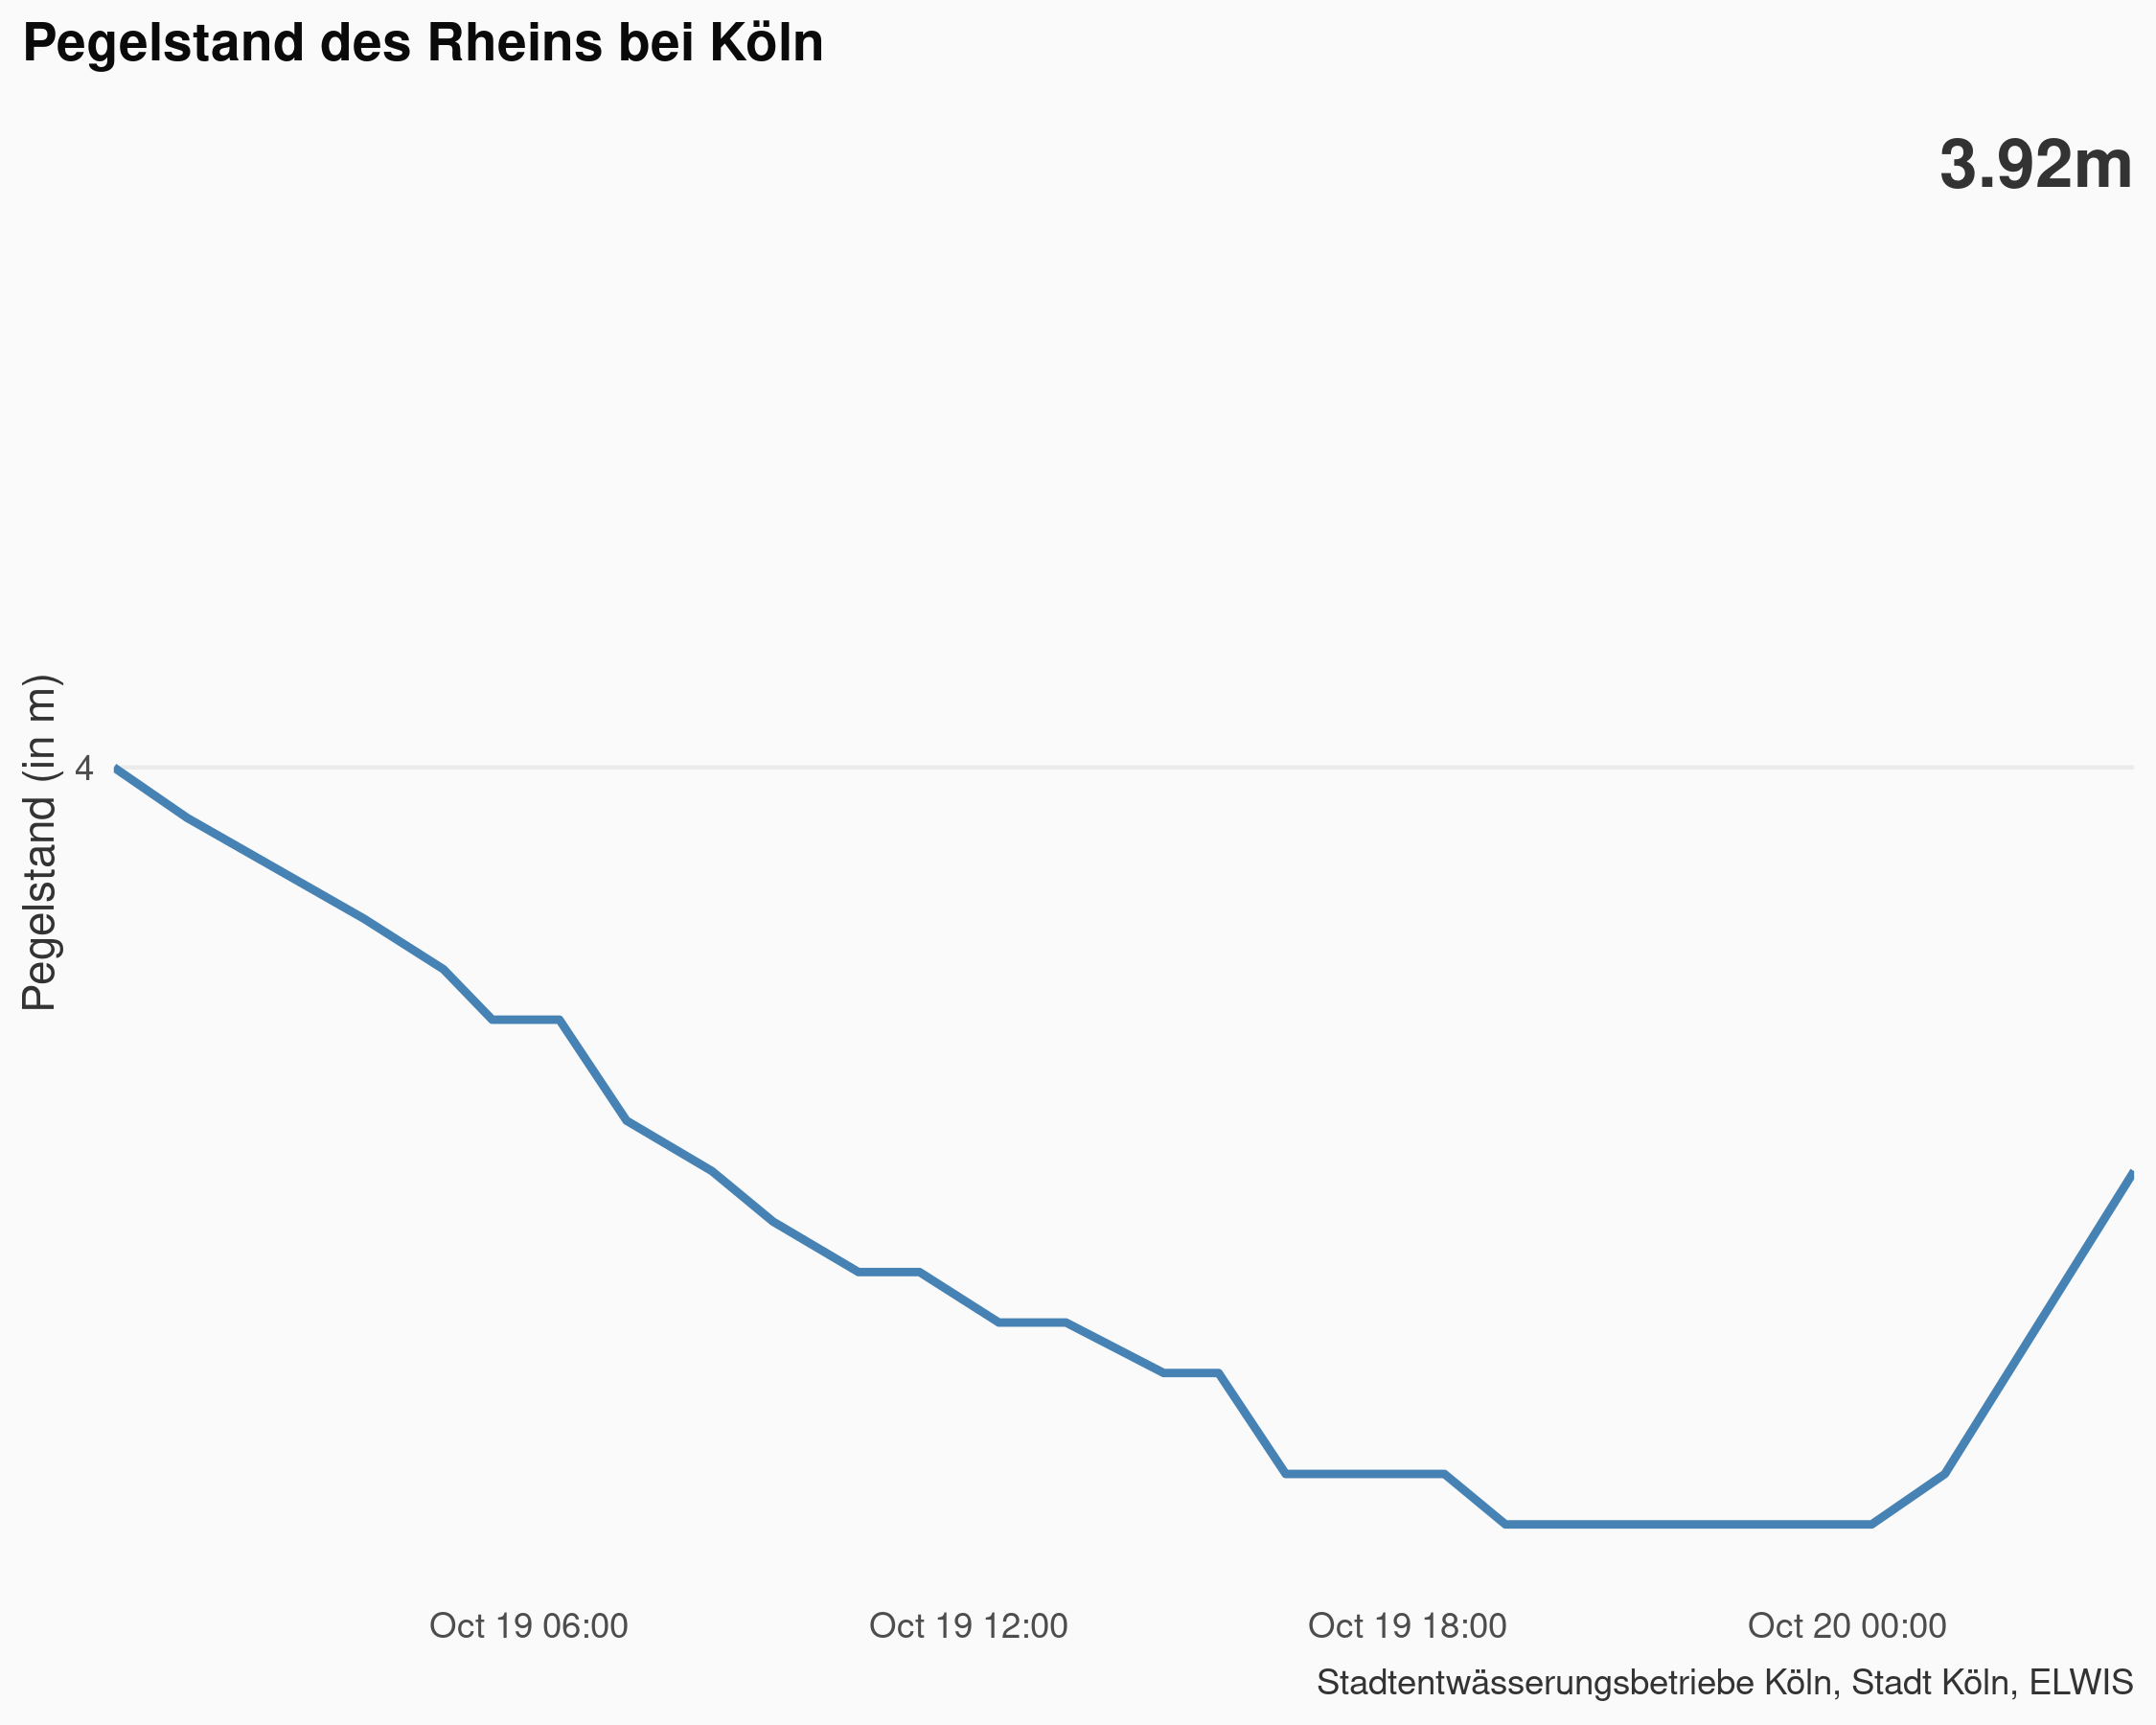 Pegelstand des Rheins bei Köln
3.92m
Pegelstand (in m)
4
Oct 19 06:00
Oct 19 12:00
Oct 19 18:00
Oct 20 00:00
Stadtentwässerungsbetriebe Köln, Stadt Köln, ELWIS